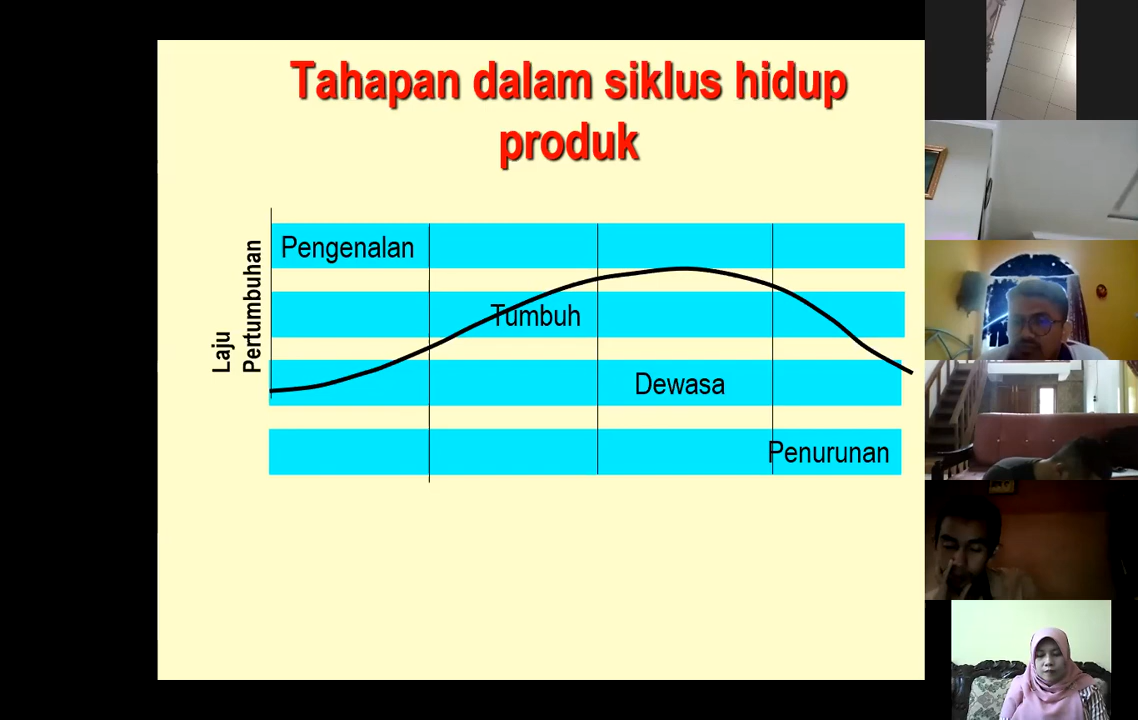 Tahapan dalam siklus hidup
produk
Laju
Pertumbuhan
Pengenalan
Tumbuh
Dewasa
Penurunan